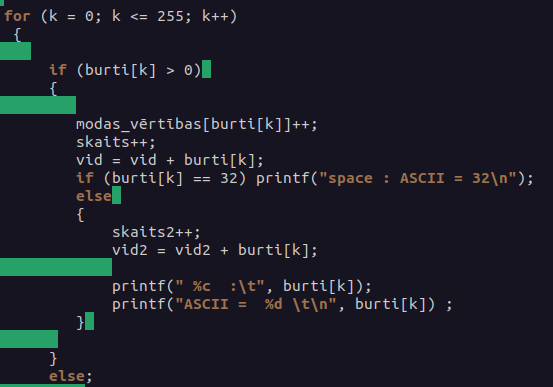 for (k = 0; k <= 255; k++)
{
if (burti[k] > 0)
{
modas_vērtības[burti[k]]++;
skaits++;
vid = vid + burti[k];
if (burti[k] == 32) printf("space : ASCII = 32\n");
else
{
skaits2++;
vid2 = vid2 + burti[k];
printf(" %c  :\t", burti[k]);
printf("ASCII =  %d \t\n", burti[k]) ;
}
}
else;